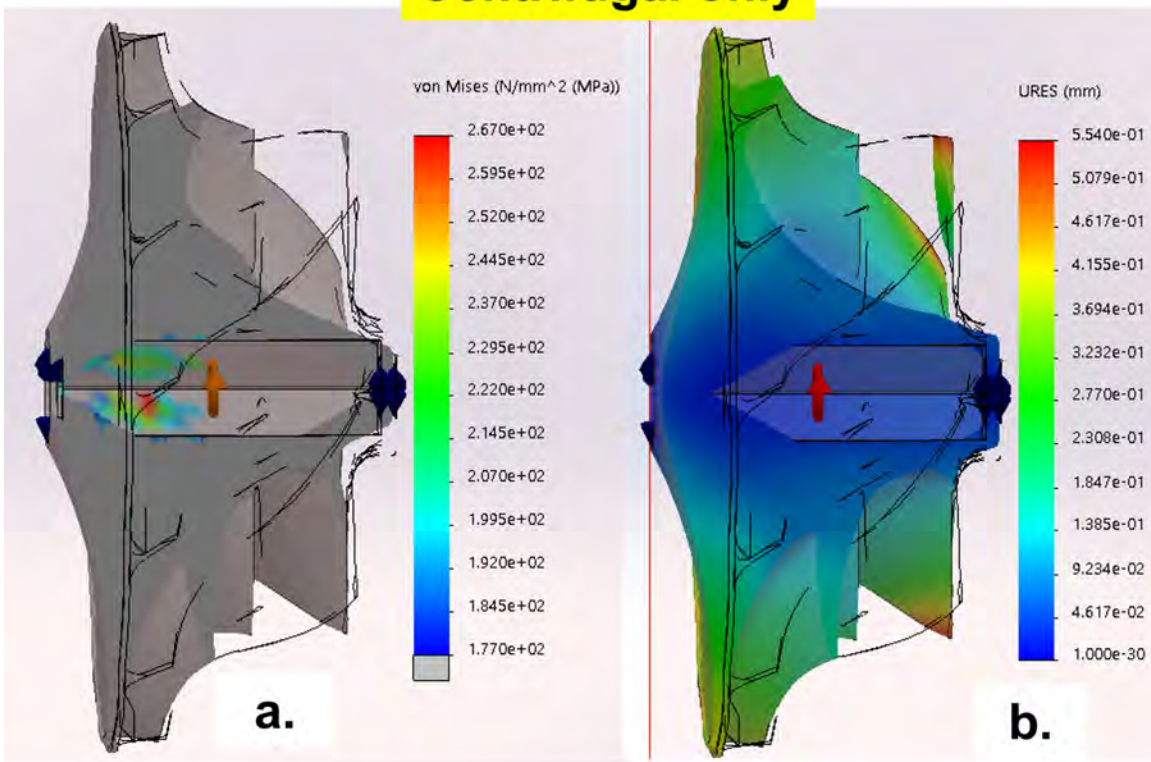 Centrifugal only
von Mises (N/mm^2 (MPa))
2.670e+02
2.595e+02
2.520e+02
2.445e+02
2.370e+02
2.295e+02
2.220e+02
2.145e+02
2.070e+02
1.995e+02
1.920e+02
1.845e+02
1.770e+02
a.
URES (mm)
5.540e-01
5.079e-01
4.617e-01
4.155e-01
3.694e-01
3.232e-01
2.770e-01
2.308e-01
1.847e-01
1.385e-01
9.234e-02
4.617e-02
1.000e-30
b.